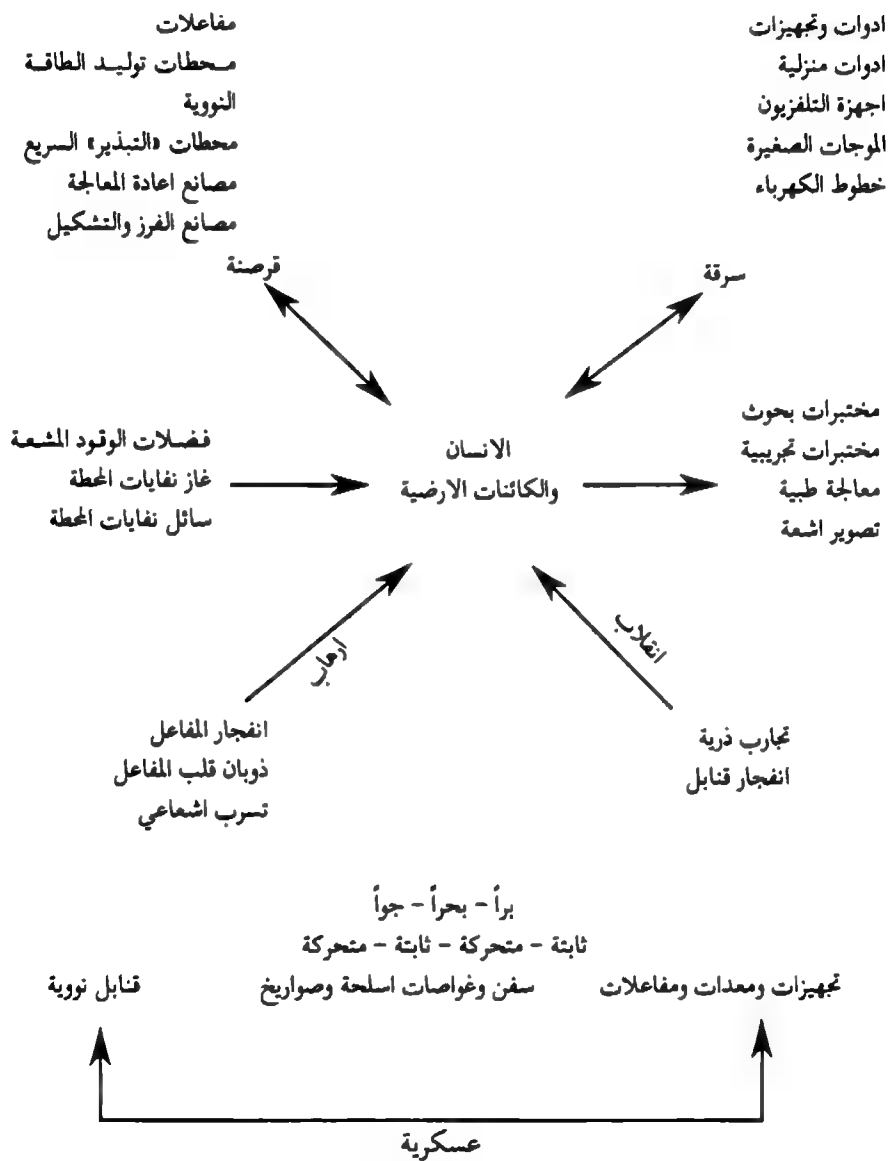 ادوات وتجهيزات
ادوات منزلية
اجهزة التلفزيون
الموجات الصغيرة
خطوط الكهرباء
سرقة
مفاعلات
محطات توليد الطاقة
النووية
محطات «التبذير» السريع
مصانع اعادة المعالجة
مصانع الفرز والتشكيل
قرصنة
مختبرات بحوث
مختبرات تجريبية
معالجة طبية
تصوير اشعة
الانسان
والكائنات الارضية
فضلات الوقود المشعة
غاز نفايات المحطة
سائل نفايات المحطة
انقلاب
ارهاب
تجارب ذرية
انفجار قنابل
انفجار المفاعل
ذوبان قلب المفاعل
تسرب اشعاعي
براً - بحراً - جواً
ثابتة - متحركة - ثابتة - متحركة
تجهيزات ومعدات ومفاعلات سفن وغواصات اسلحة وصواريخ قنابل نووية
عسكرية